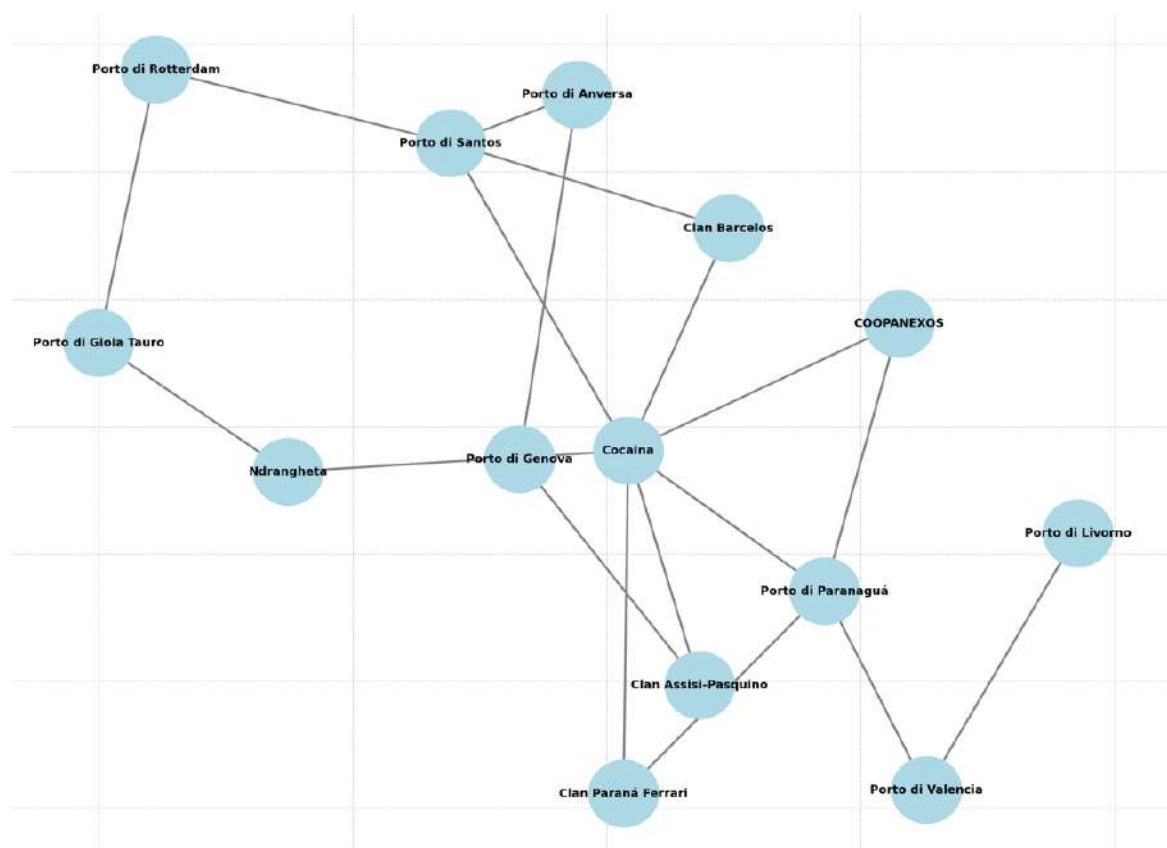 Porto di Rotterdam
Porto di Anversa
Porto di Santos
Clan Barcelos
COOPANEXOS
Porto di Gioia Tauro
Cocaina
Porto di Genova
Ndrangheta
Porto di Livorno
Porto di Paranaguá
Clan Assisi-Pasquino
Porto di Valencia
Clan Paraná Ferrari